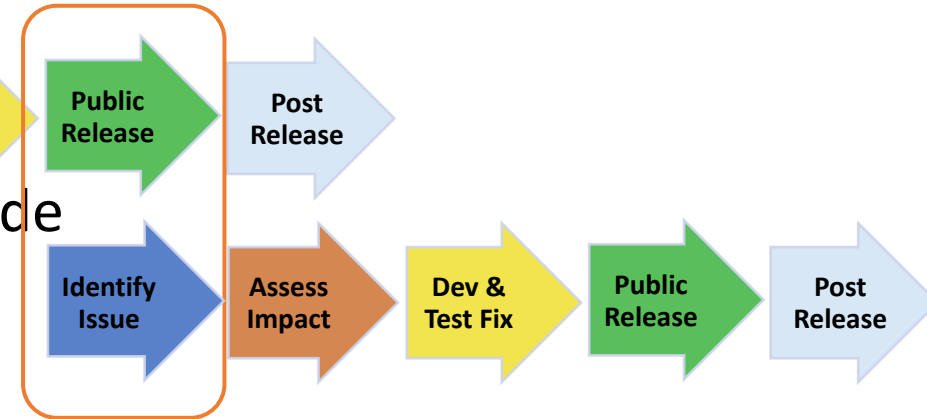 Public
Release
Post
Release
de
Identify
Issue
Assess
Impact
Dev &
Test Fix
Public
Release
Post
Release